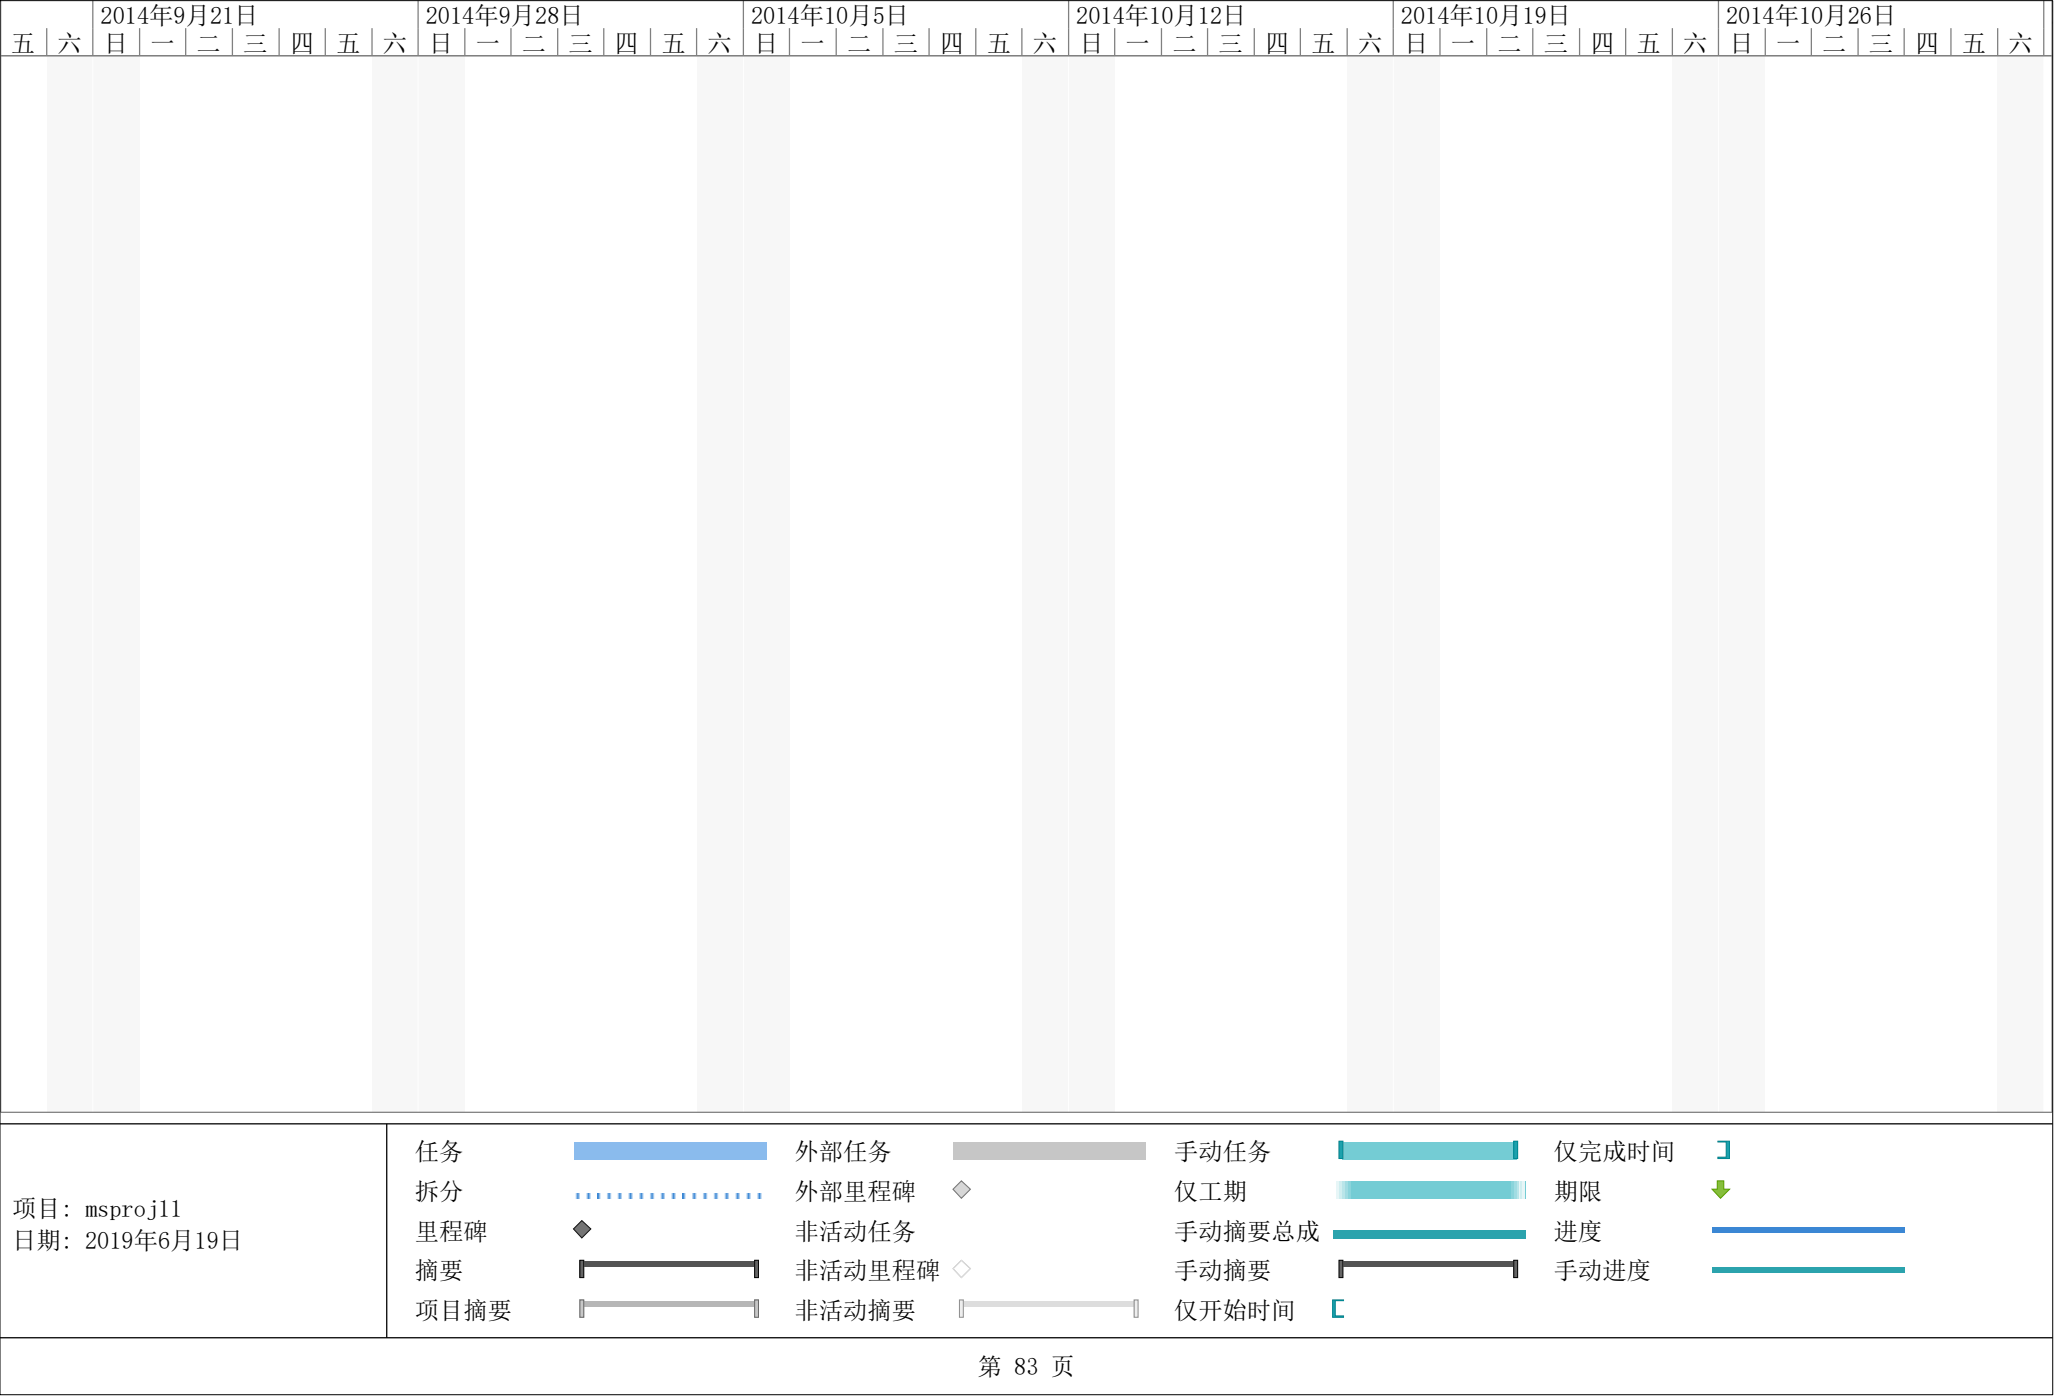 2014年9月21日 2014年9月28日 2014年10月5日 2014年10月12日 2014年10月19日 2014年10月26日
五 六 日 一 二 三 四 五 六 日 一 二 三 四 五 六 日 一 二 三 四 五 六 日 一 二 三 四 五 六 日 一 二 三 四 五 六 日 一 二 三 四 五 六
项目: msproj11
日期: 2019年6月19日
任务
拆分
里程碑
摘要
项目摘要
外部任务
外部里程碑
非活动任务
非活动里程碑
非活动摘要
手动任务
仅工期
手动摘要总成
手动摘要
仅开始时间
仅完成时间
期限
进度
手动进度
第 83 页